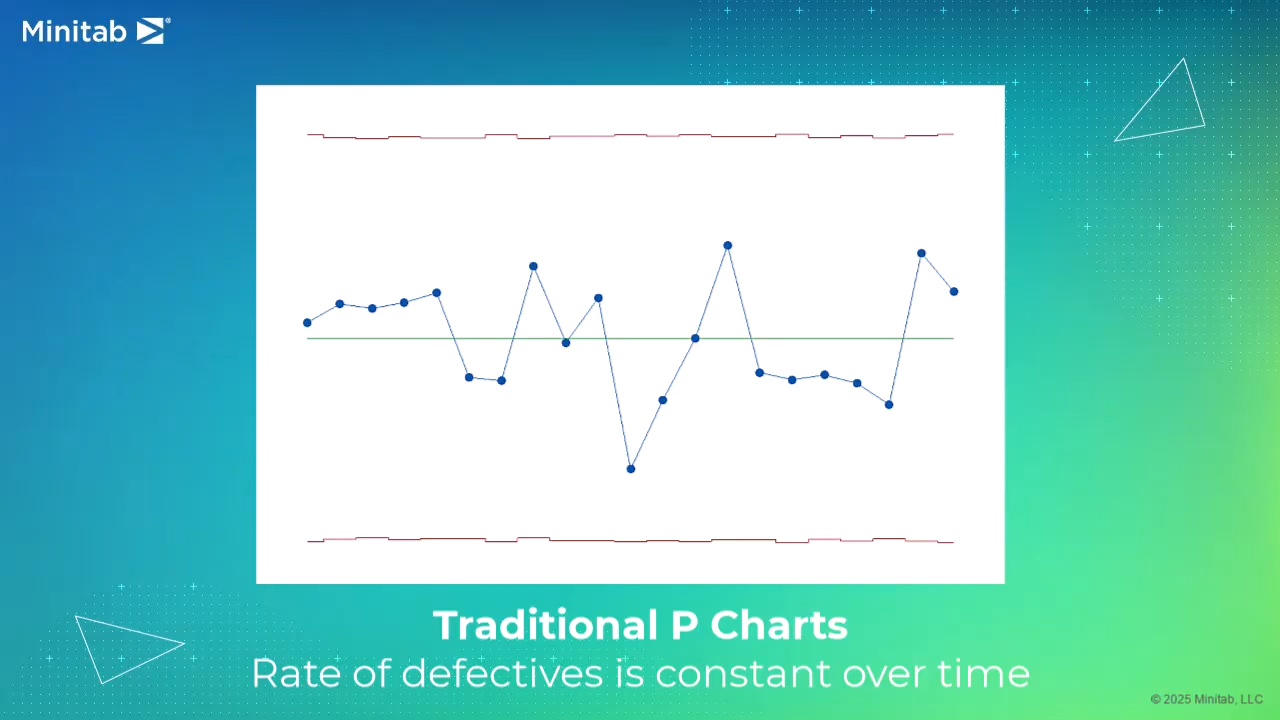 Minitab®
Traditional P Charts
Rate of defectives is constant over time
© 2025 Minitab, LLC